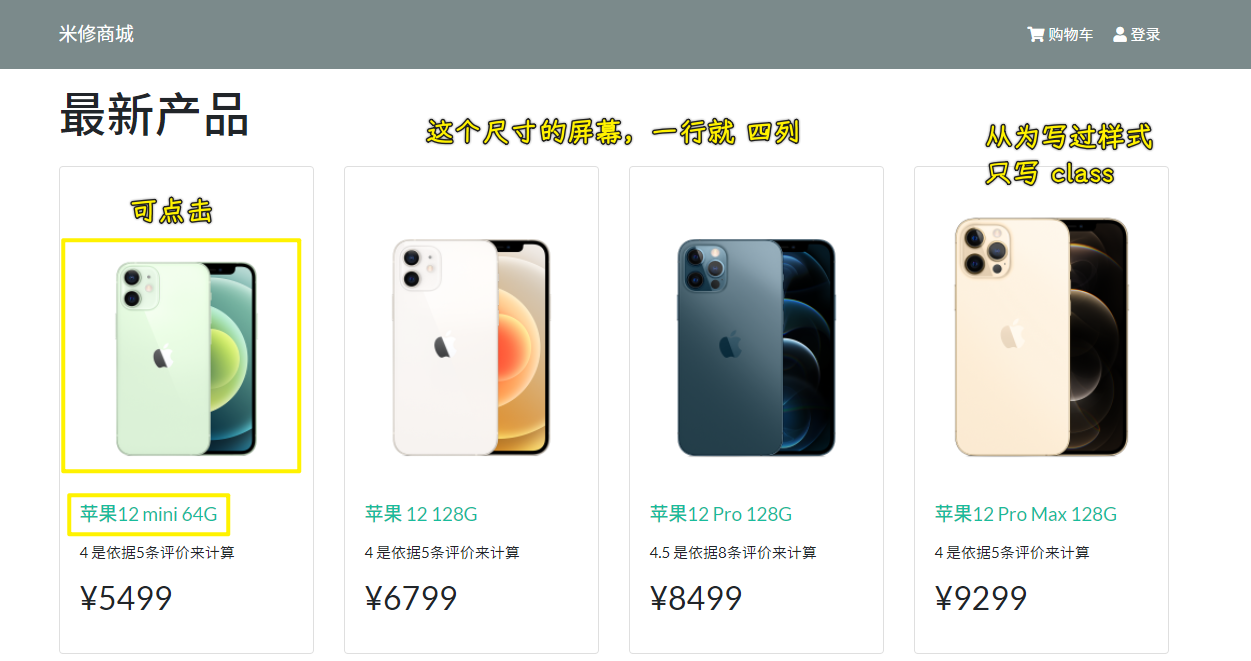 米修商城
购物车
登录
最新产品
这个尺寸的屏幕，一行就 四列
从为写过样式
只写 class
可点击
苹果12 mini 64G
4 是依据5条评价来计算
¥5499
苹果 12 128G
4 是依据5条评价来计算
¥6799
苹果12 Pro 128G
4.5 是依据8条评价来计算
¥8499
苹果12 Pro Max 128G
4 是依据5条评价来计算
¥9299